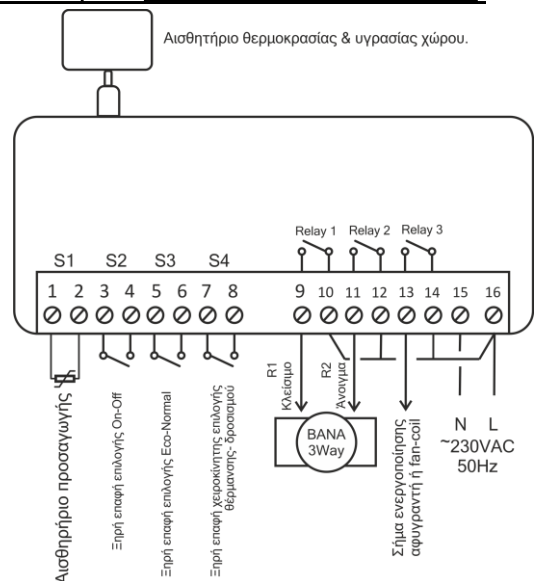 Αισθητήριο θερμοκρασίας & υγρασίας χώρου.
Relay 1 Relay 2 Relay 3
S1 S2 S3 S4
1 2 3 4 5 6 7 8 9 10 11 12 13 14 15 16
Αισθηρήριο προσαγωγής
Ξηρή επαφή επιλογής On-Off
Ξηρή επαφή επιλογής Eco-Normal
Ξηρή επαφή χειροκίνητης επιλογής
θέρμανσης- δροσισμού
R1
Κλείσιμο
R2
Άνοιγμα
ΒΑΝΑ
3Way
Σήμα ενεργοποίησης
αφυγραντή ή fan-coil
N L
~230VAC
50Hz